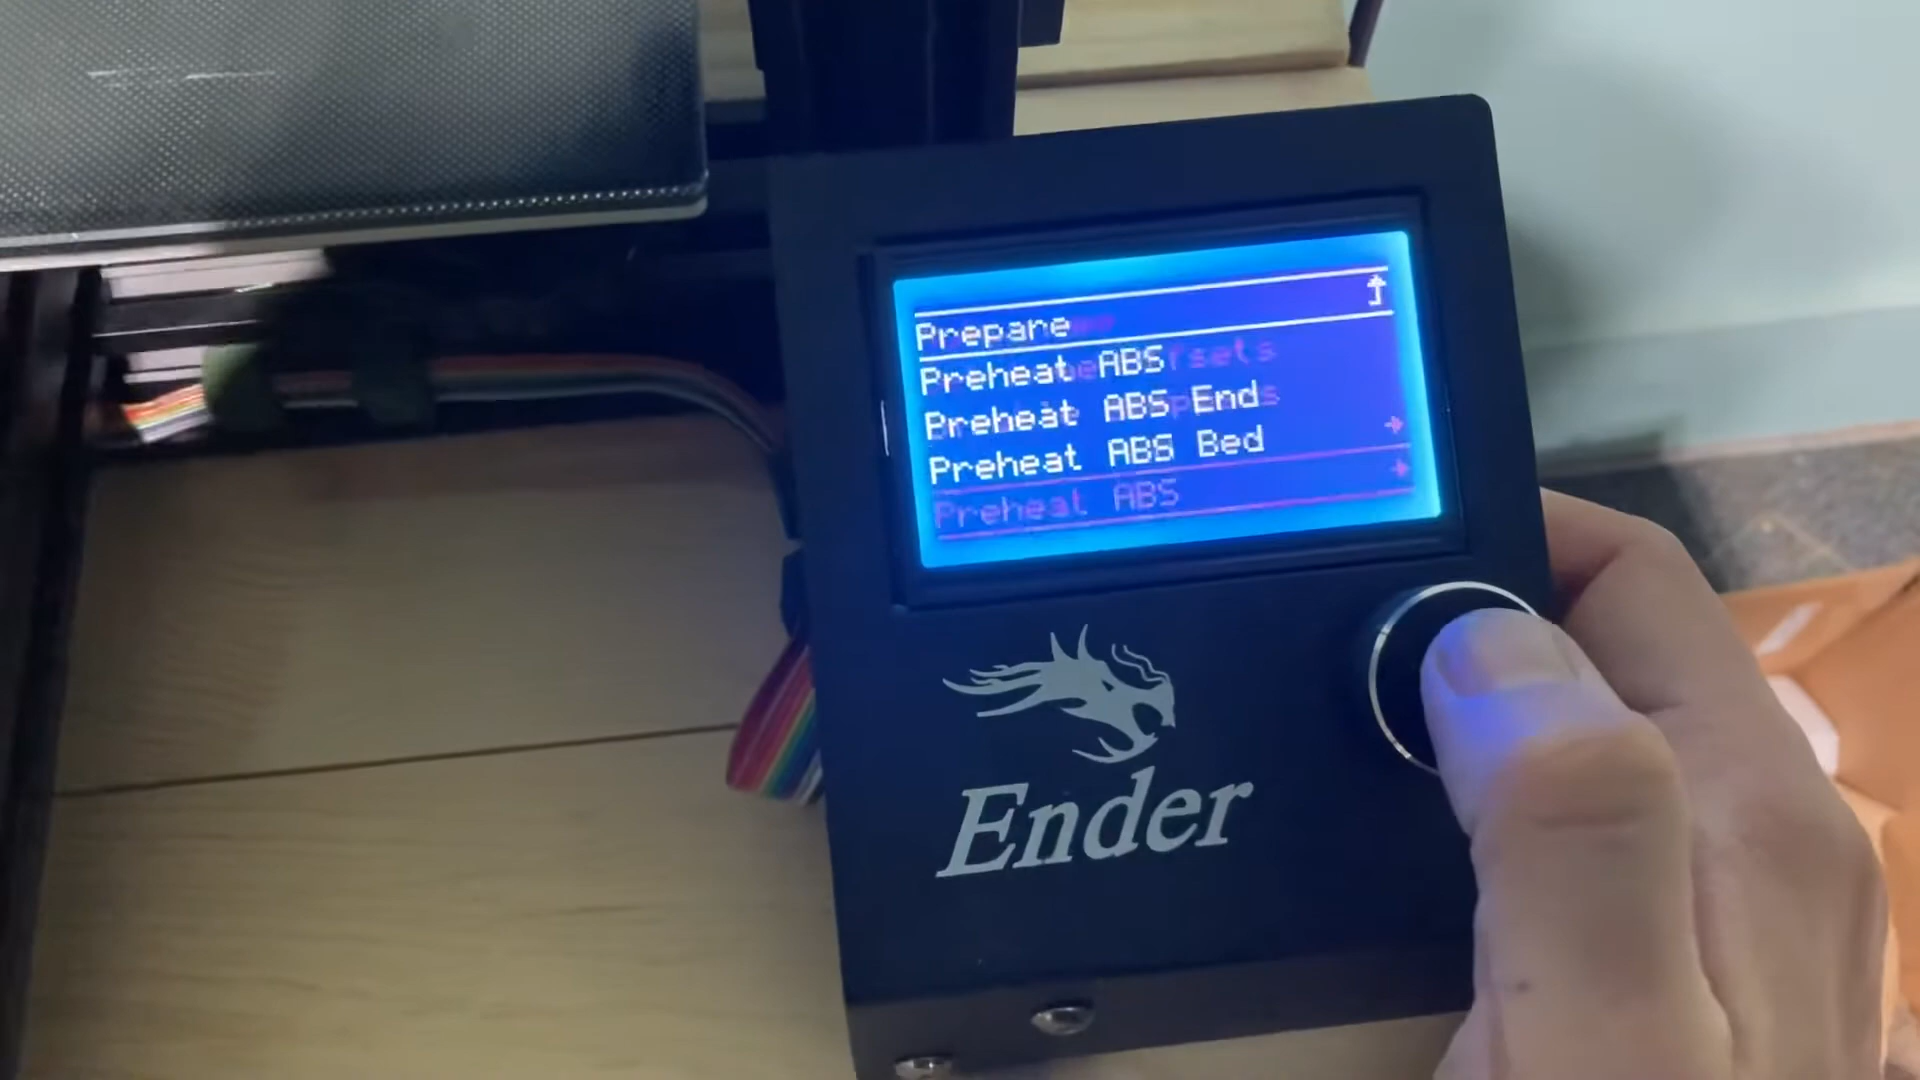 Prepare
Preheat ABS
Preheat ABS End
Preheat ABS Bed
Preheat ABS
Ender